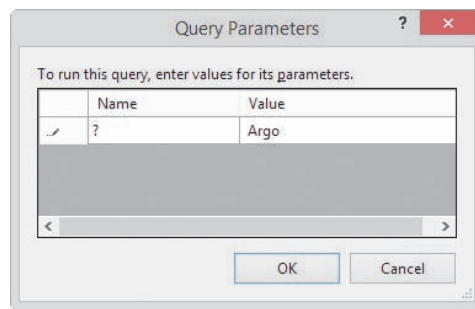 Query Parameters ? ×
To run this query, enter values for its parameters.
Name Value
? Argo
OK Cancel